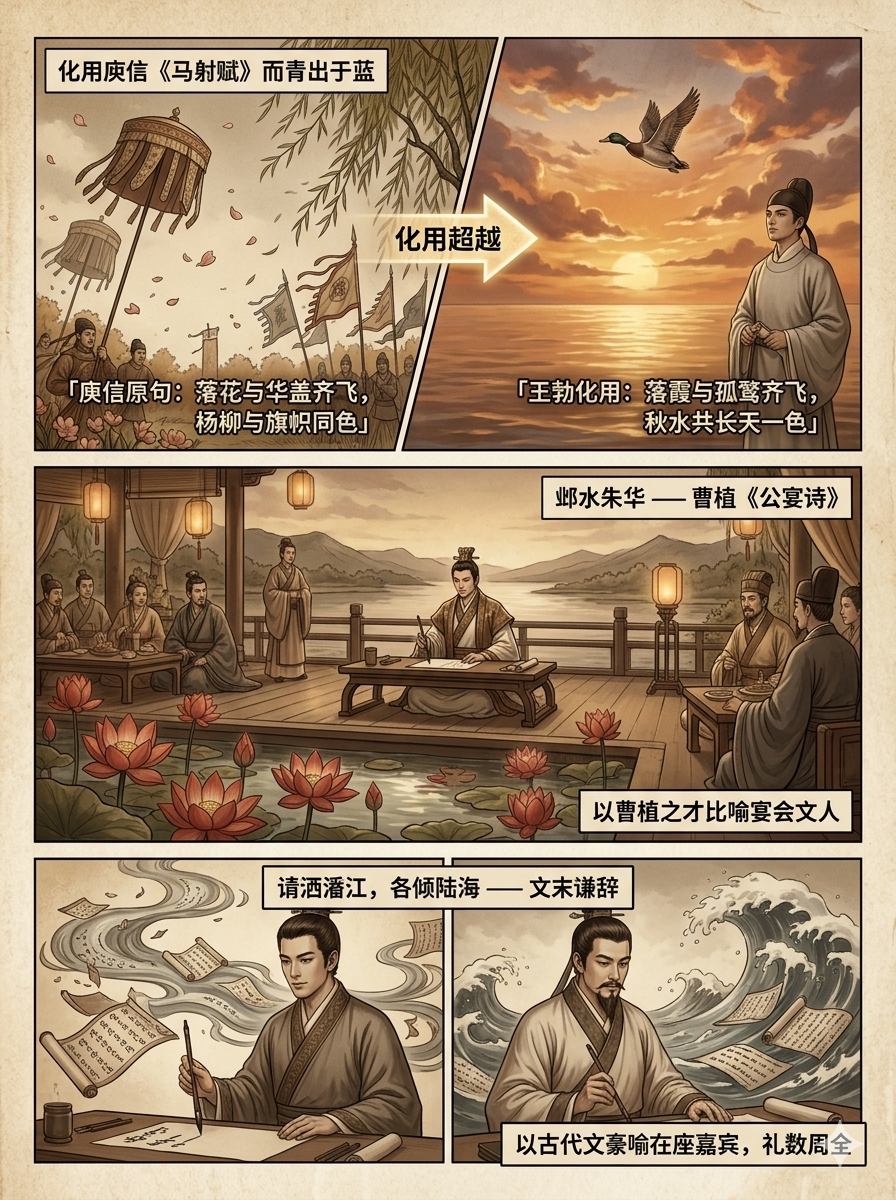 化用庾信《马射赋》而青出于蓝
化用超越
「庾信原句：落花与华盖齐飞，
杨柳与旗帜同色」
「王勃化用：落霞与孤鹜齐飞，
秋水共长天一色」
邺水朱华 —— 曹植《公宴诗》
以曹植之才比喻宴会文人
请洒潘江，各倾陆海 —— 文末谦辞
以古代文豪喻在座嘉宾，礼数周全